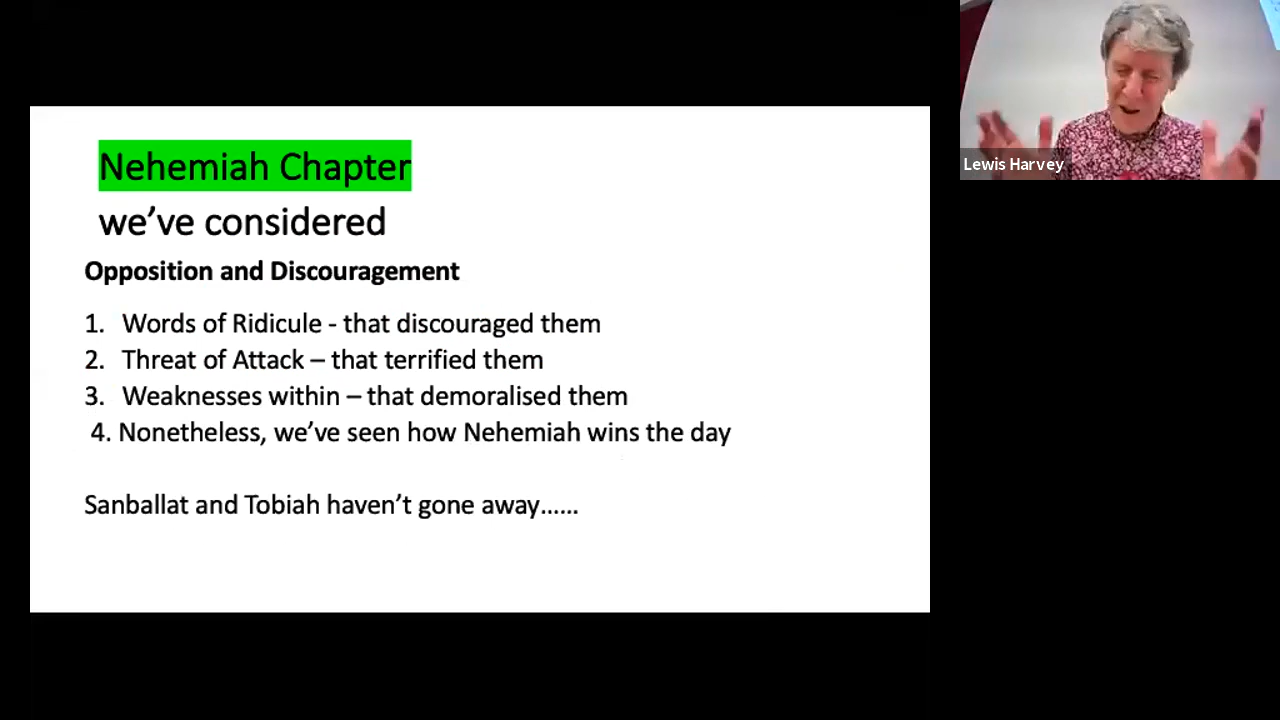 Nehemiah Chapter
we’ve considered
Opposition and Discouragement
1. Words of Ridicule - that discouraged them
2. Threat of Attack – that terrified them
3. Weaknesses within – that demoralised them
4. Nonetheless, we’ve seen how Nehemiah wins the day
Sanballat and Tobiah haven’t gone away……
Lewis Harvey